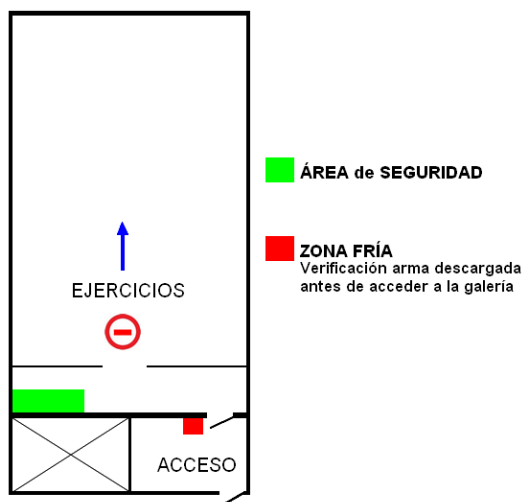 ÁREA de SEGURIDAD
ZONA FRÍA
Verificación arma descargada
antes de acceder a la galería
EJERCICIOS
ACCESO